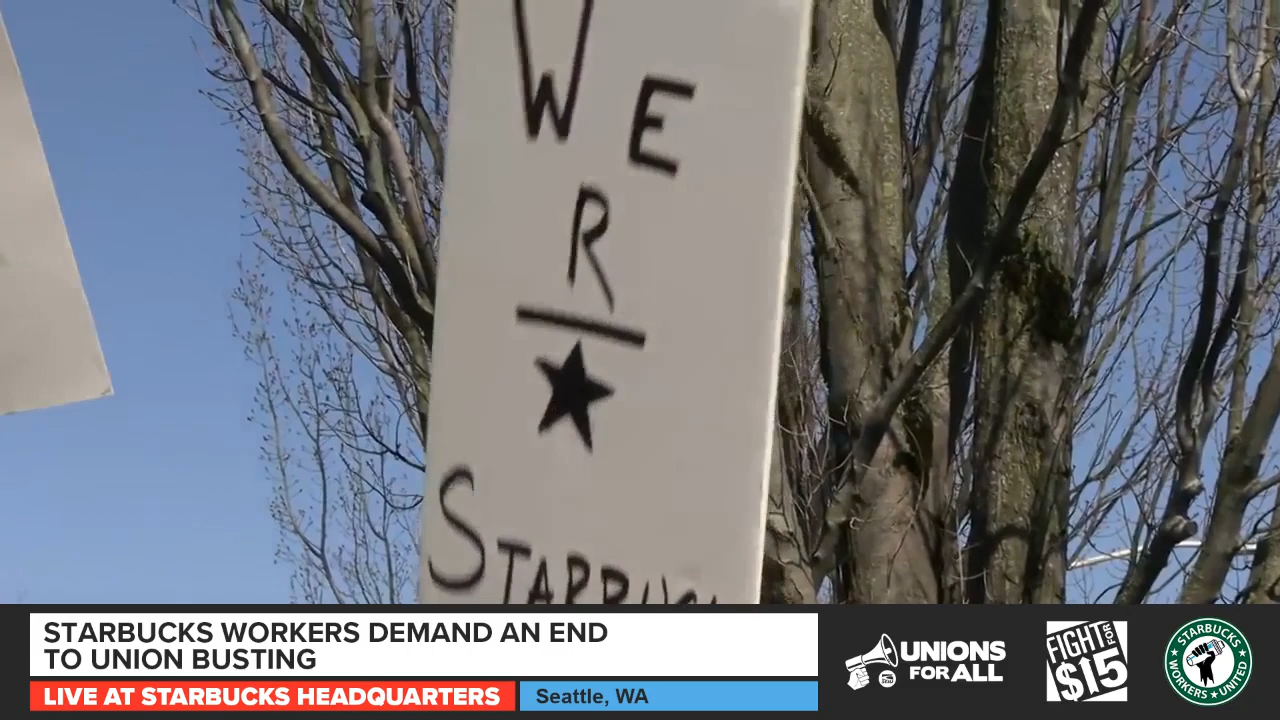 WE
R
STARBUCK
STARBUCKS WORKERS DEMAND AN END
TO UNION BUSTING
LIVE AT STARBUCKS HEADQUARTERS
Seattle, WA
UNIONS
FOR ALL
FIGHT FOR
$15
STARBUCKS
WORKERS ★ UNITED